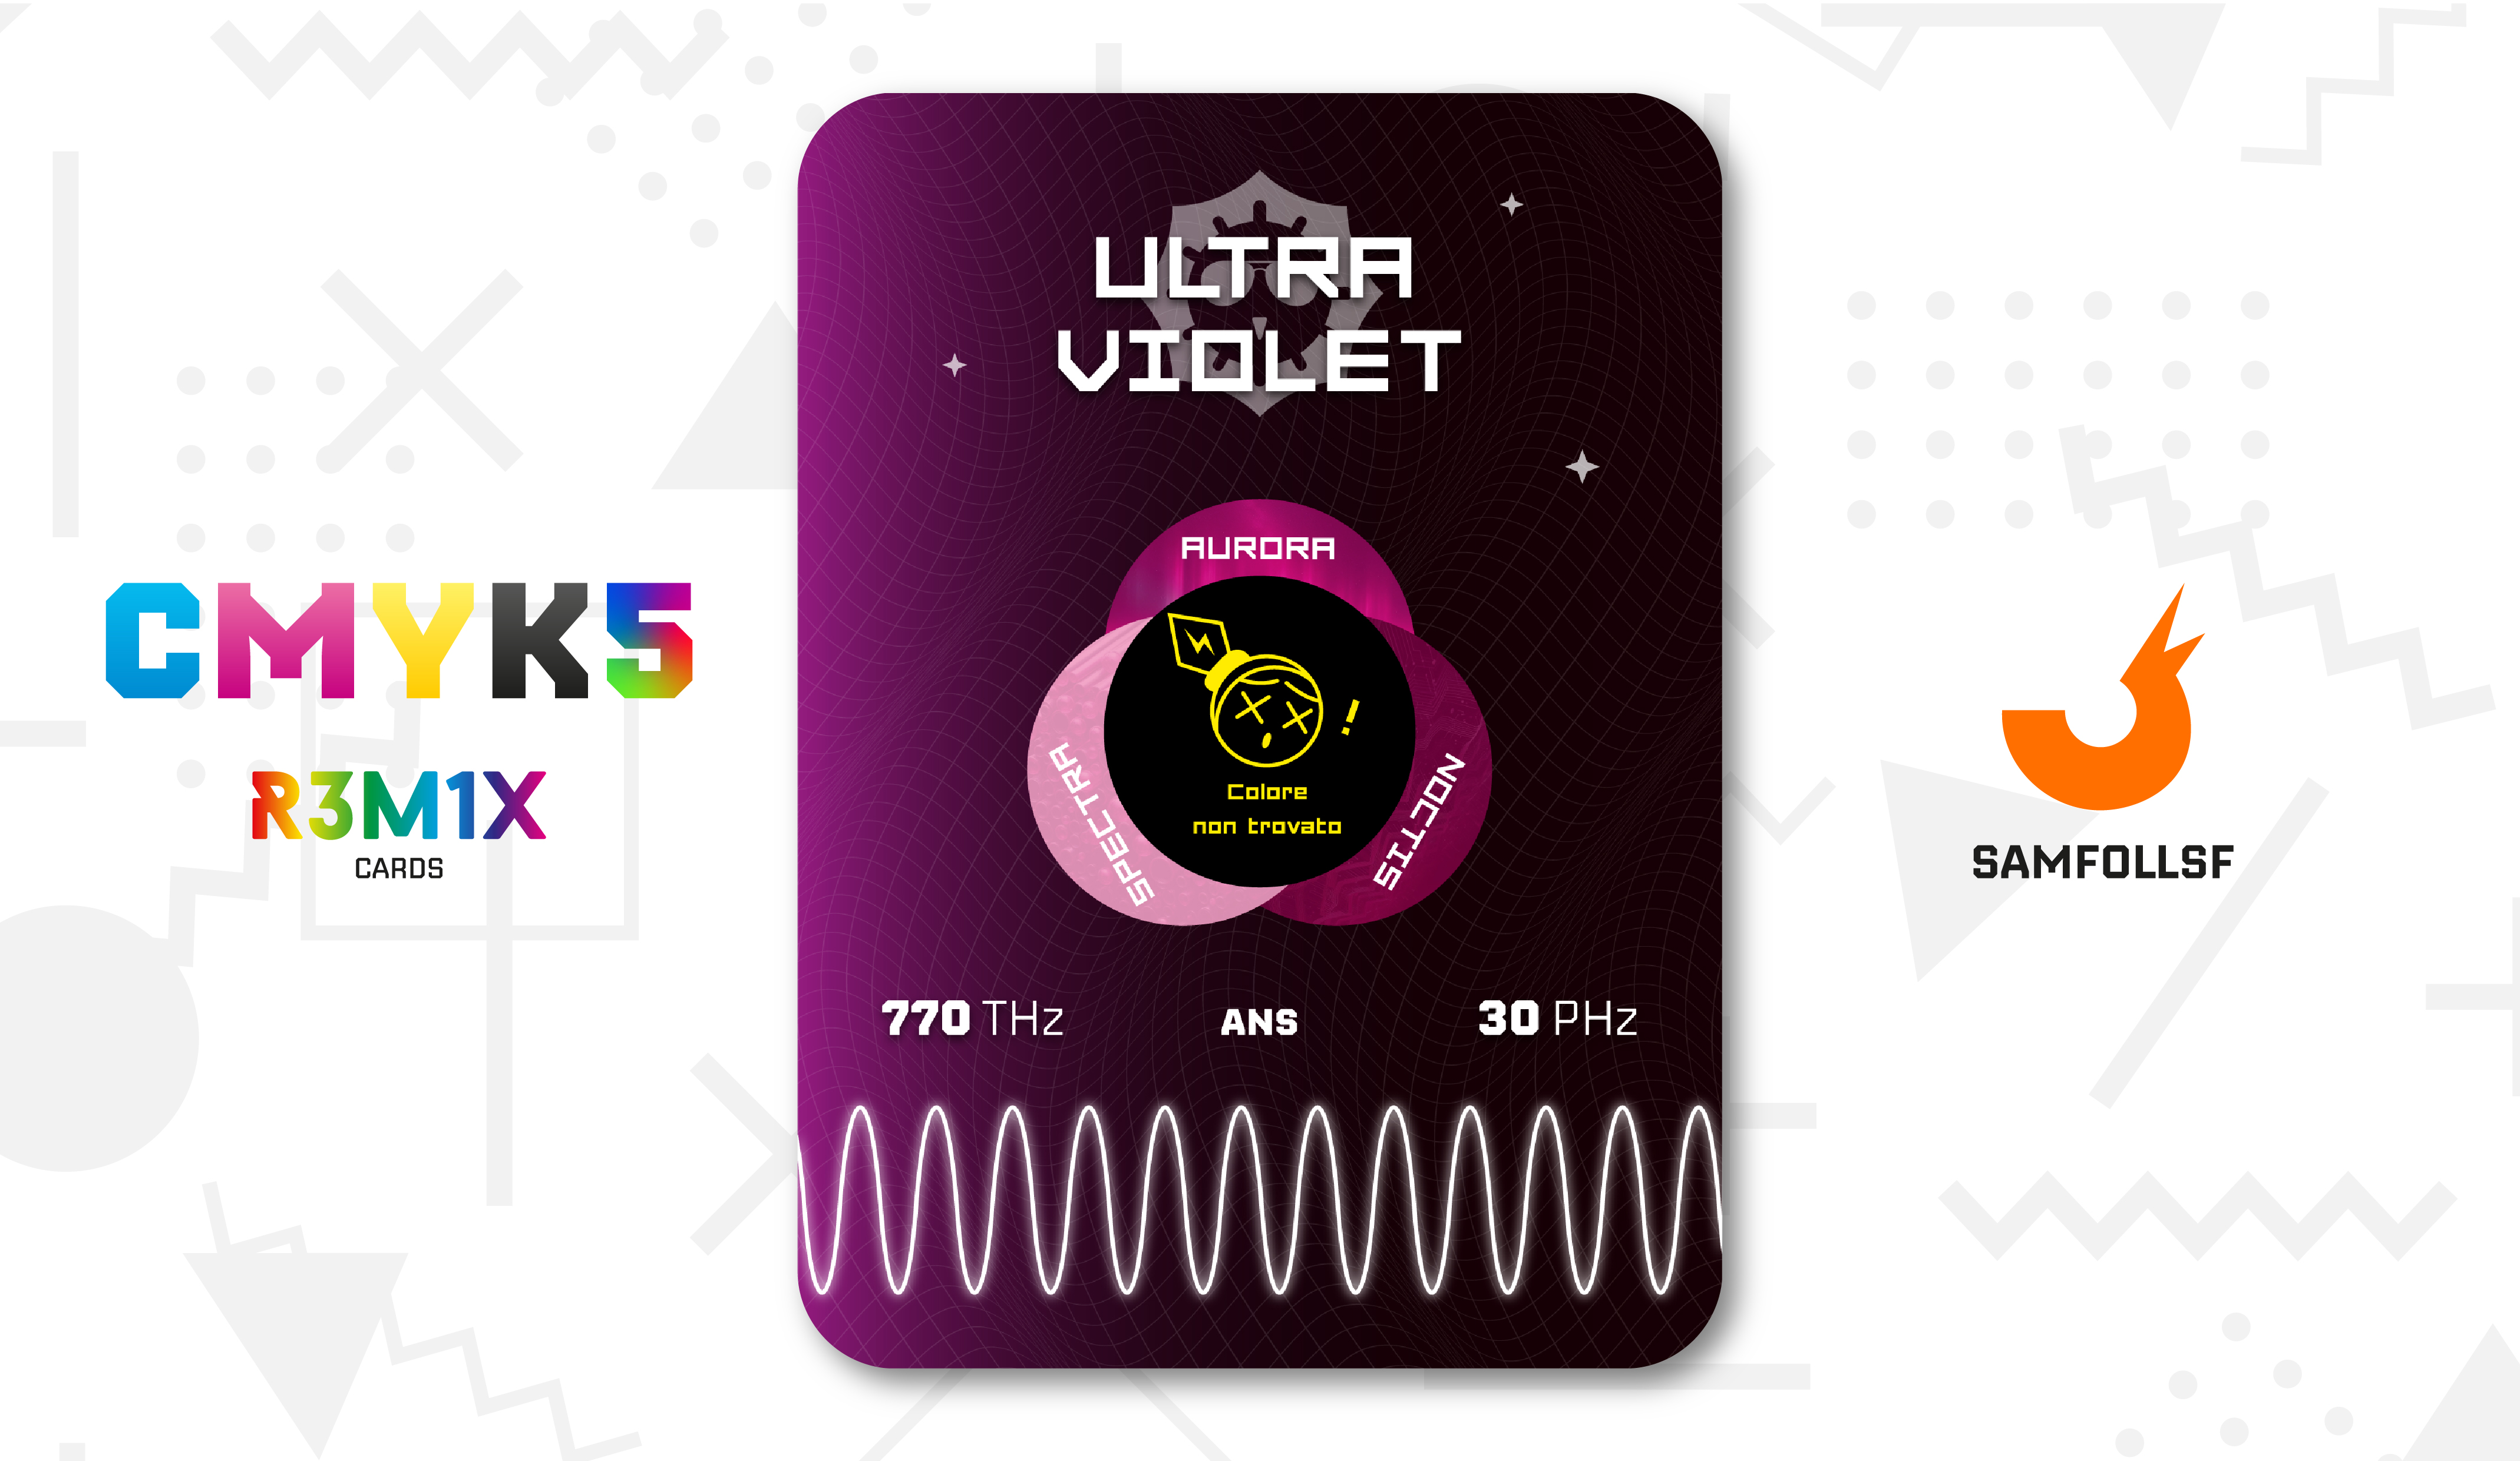 CMYK5
R3M1X
CARDS
ULTRA
VIOLET
AURORA
SPECTRA
NOCTIS
Colore
non trovato
!
770 THz
ANS
30 PHz
SAMFOLLSF